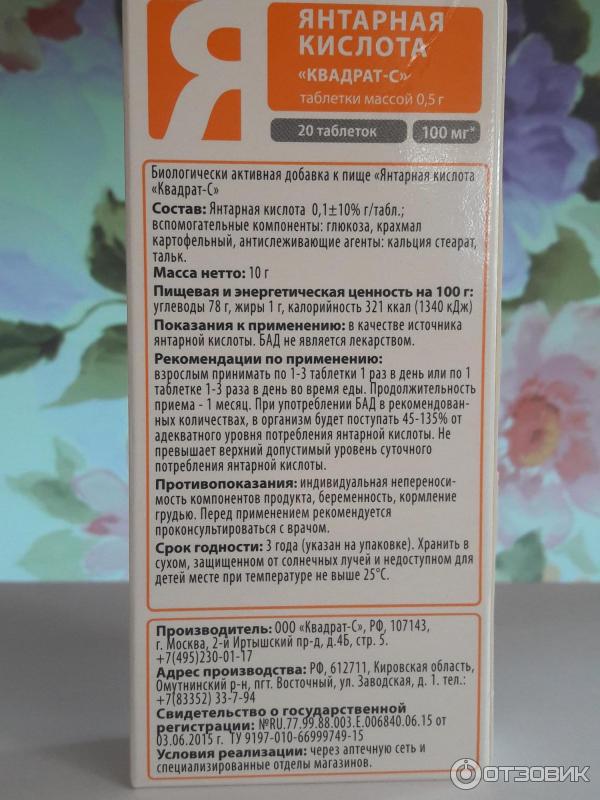 Я
ЯНТАРНАЯ
КИСЛОТА
«КВАДРАТ-С»
таблетки массой 0,5 г
20 таблеток 100 мг*
Биологически активная добавка к пище «Янтарная кислота
«Квадрат-С»
Состав: Янтарная кислота 0,1±10% г/табл.;
вспомогательные компоненты: глюкоза, крахмал
картофельный, антислеживающие агенты: кальция стеарат,
тальк.
Масса нетто: 10 г
Пищевая и энергетическая ценность на 100 г:
углеводы 78 г, жиры 1 г, калорийность 321 ккал (1340 кДж)
Показания к применению: в качестве источника
янтарной кислоты. БАД не является лекарством.
Рекомендации по применению:
взрослым принимать по 1-3 таблетки 1 раз в день или по 1
таблетке 1-3 раза в день во время еды. Продолжительность
приема - 1 месяц. При употреблении БАД в рекомендован-
ных количествах, в организм будет поступать 45-135% от
адекватного уровня потребления янтарной кислоты. Не
превышает верхний допустимый уровень суточного
потребления янтарной кислоты.
Противопоказания: индивидуальная непереноси-
мость компонентов продукта, беременность, кормление
грудью. Перед применением рекомендуется
проконсультироваться с врачом.
Срок годности: 3 года (указан на упаковке). Хранить в
сухом, защищенном от солнечных лучей и недоступном для
детей месте при температуре не выше 25°С.
Производитель: ООО «Квадрат-С», РФ, 107143,
г. Москва, 2-й Иртышский пр-д, д.4Б, стр. 5.
+7(495)230-01-17
Адрес производства: РФ, 612711, Кировская область,
Омутнинский р-н, пгт. Восточный, ул. Заводская, д. 1. тел.:
+7(83352) 33-7-94
Свидетельство о государственной
регистрации: №RU.77.99.88.003.Е.006840.06.15 от
03.06.2015 г. ТУ 9197-010-66999749-15
Условия реализации: через аптечную сеть и
специализированные отделы магазинов.
ОТЗОВИК